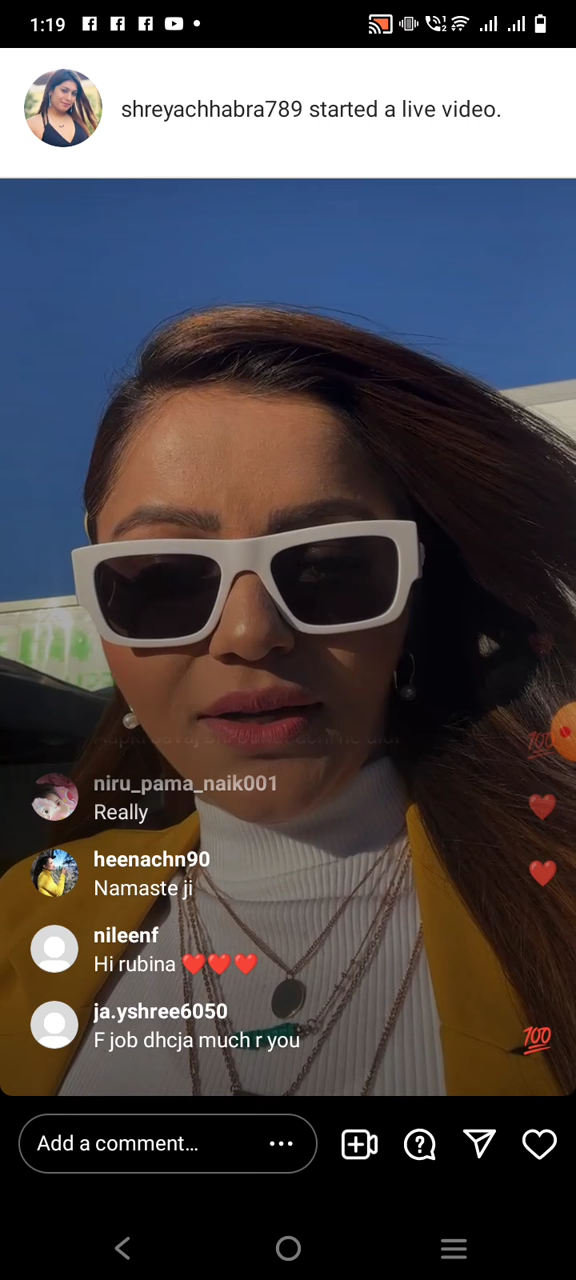 1:19
shreyachhabra789 started a live video.
niru_pama_naik001
Really
heenachn90
Namaste ji
nileenf
Hi rubina ❤️❤️❤️
ja.yshree6050
F job dhcja much r you
💯
Add a comment...